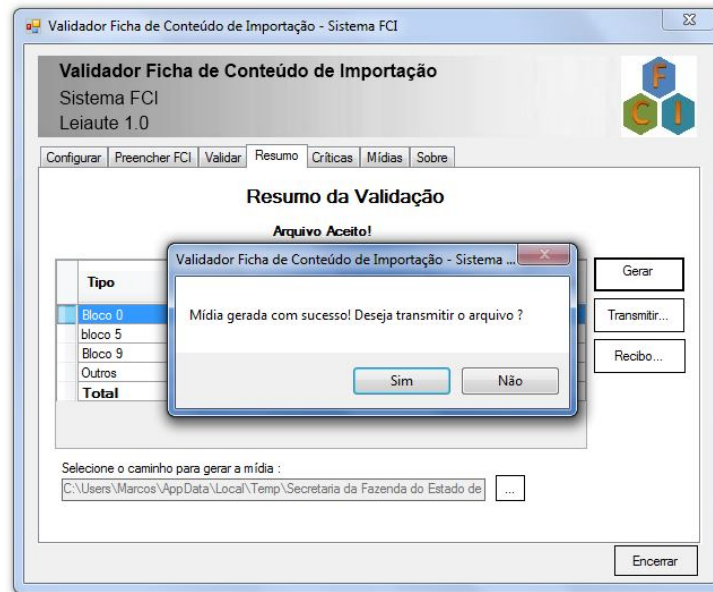 Validador Ficha de Conteúdo de Importação - Sistema FCI
Validador Ficha de Conteúdo de Importação
Sistema FCI
Leiaute 1.0
F
C I
Configurar Preencher FCI Validar Resumo Críticas Mídias Sobre
Resumo da Validação
Arquivo Aceito!
Validador Ficha de Conteúdo de Importação - Sistema ...
Mídia gerada com sucesso! Deseja transmitir o arquivo ?
Sim Não
Tipo
Bloco 0
bloco 5
Bloco 9
Outros
Total
Gerar
Transmitir...
Recibo...
Selecione o caminho para gerar a mídia :
C:\Users\Marcos\AppData\Local\Temp\Secretaria da Fazenda do Estado de
...
Encerrar